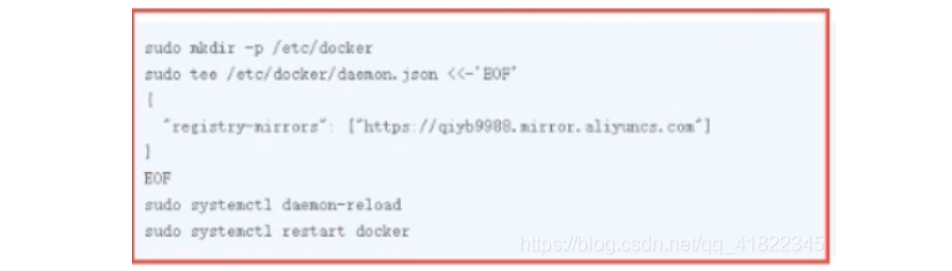 sudo mkdir -p /etc/docker
sudo tee /etc/docker/daemon.json <<-'EOF'
{
  "registry-mirrors": ["https://qiyb9988.mirror.aliyuncs.com"]
}
EOF
sudo systemctl daemon-reload
sudo systemctl restart docker
https://blog.csdn.net/qq_41822345